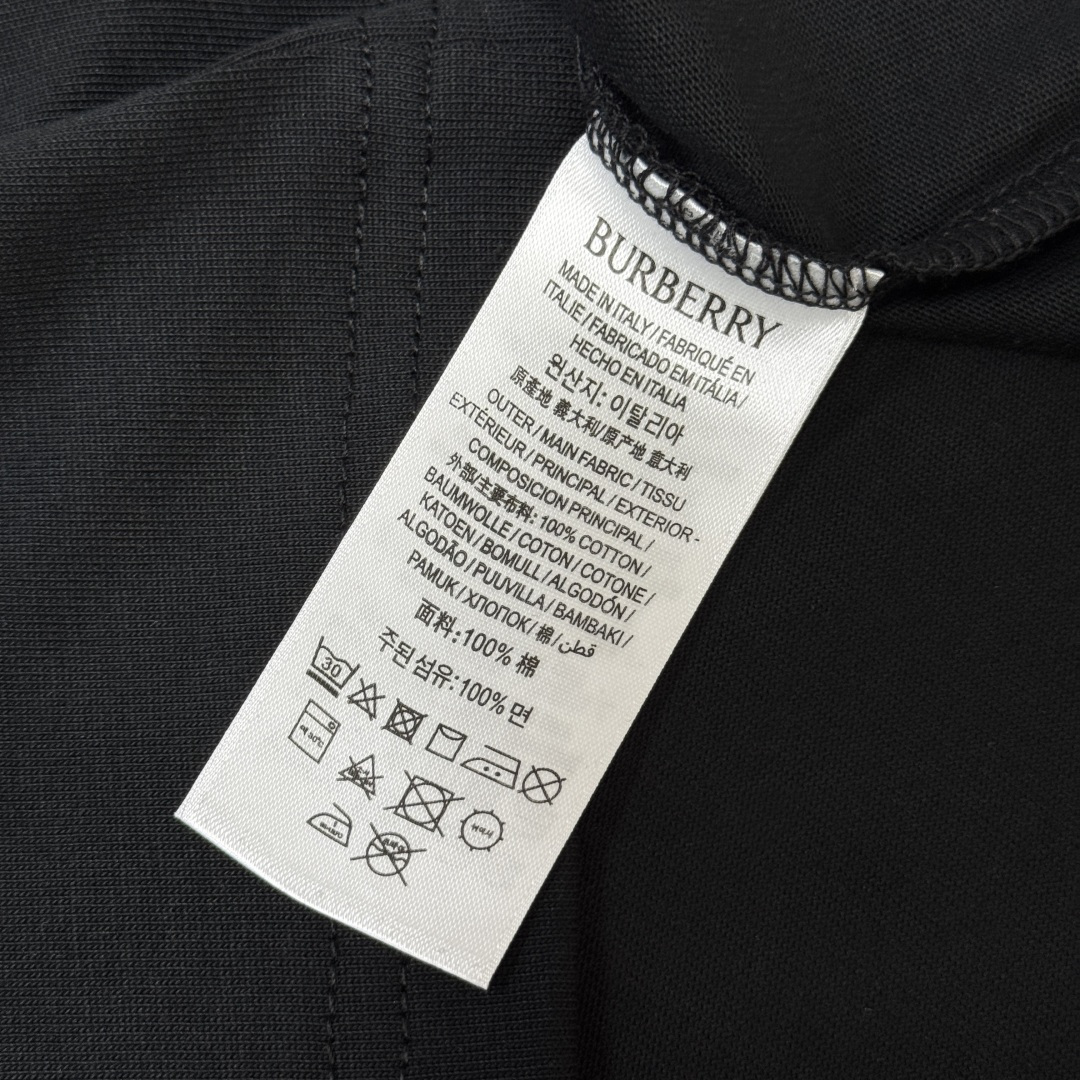 BURBERRY
MADE IN ITALY / FABRIQUÉ EN
ITALIE / FABRICADO EM ITÁLIA /
HECHO EN ITALIA
원산지: 이탈리아
原產地 義大利/原产地 意大利
OUTER / MAIN FABRIC / TISSU
EXTÉRIEUR / PRINCIPAL / EXTERIOR -
COMPOSICION PRINCIPAL /
外部/主要布料: 100% COTTON /
BAUMWOLLE / COTON / COTONE /
KATOEN / BOMULL / ALGODÓN /
ALGODÃO / PUUVILLA / BAMBAKI /
PAMUK / ХЛОПОК / 棉 / قطن
面料:100% 棉
주된 섬유:100% 면
30